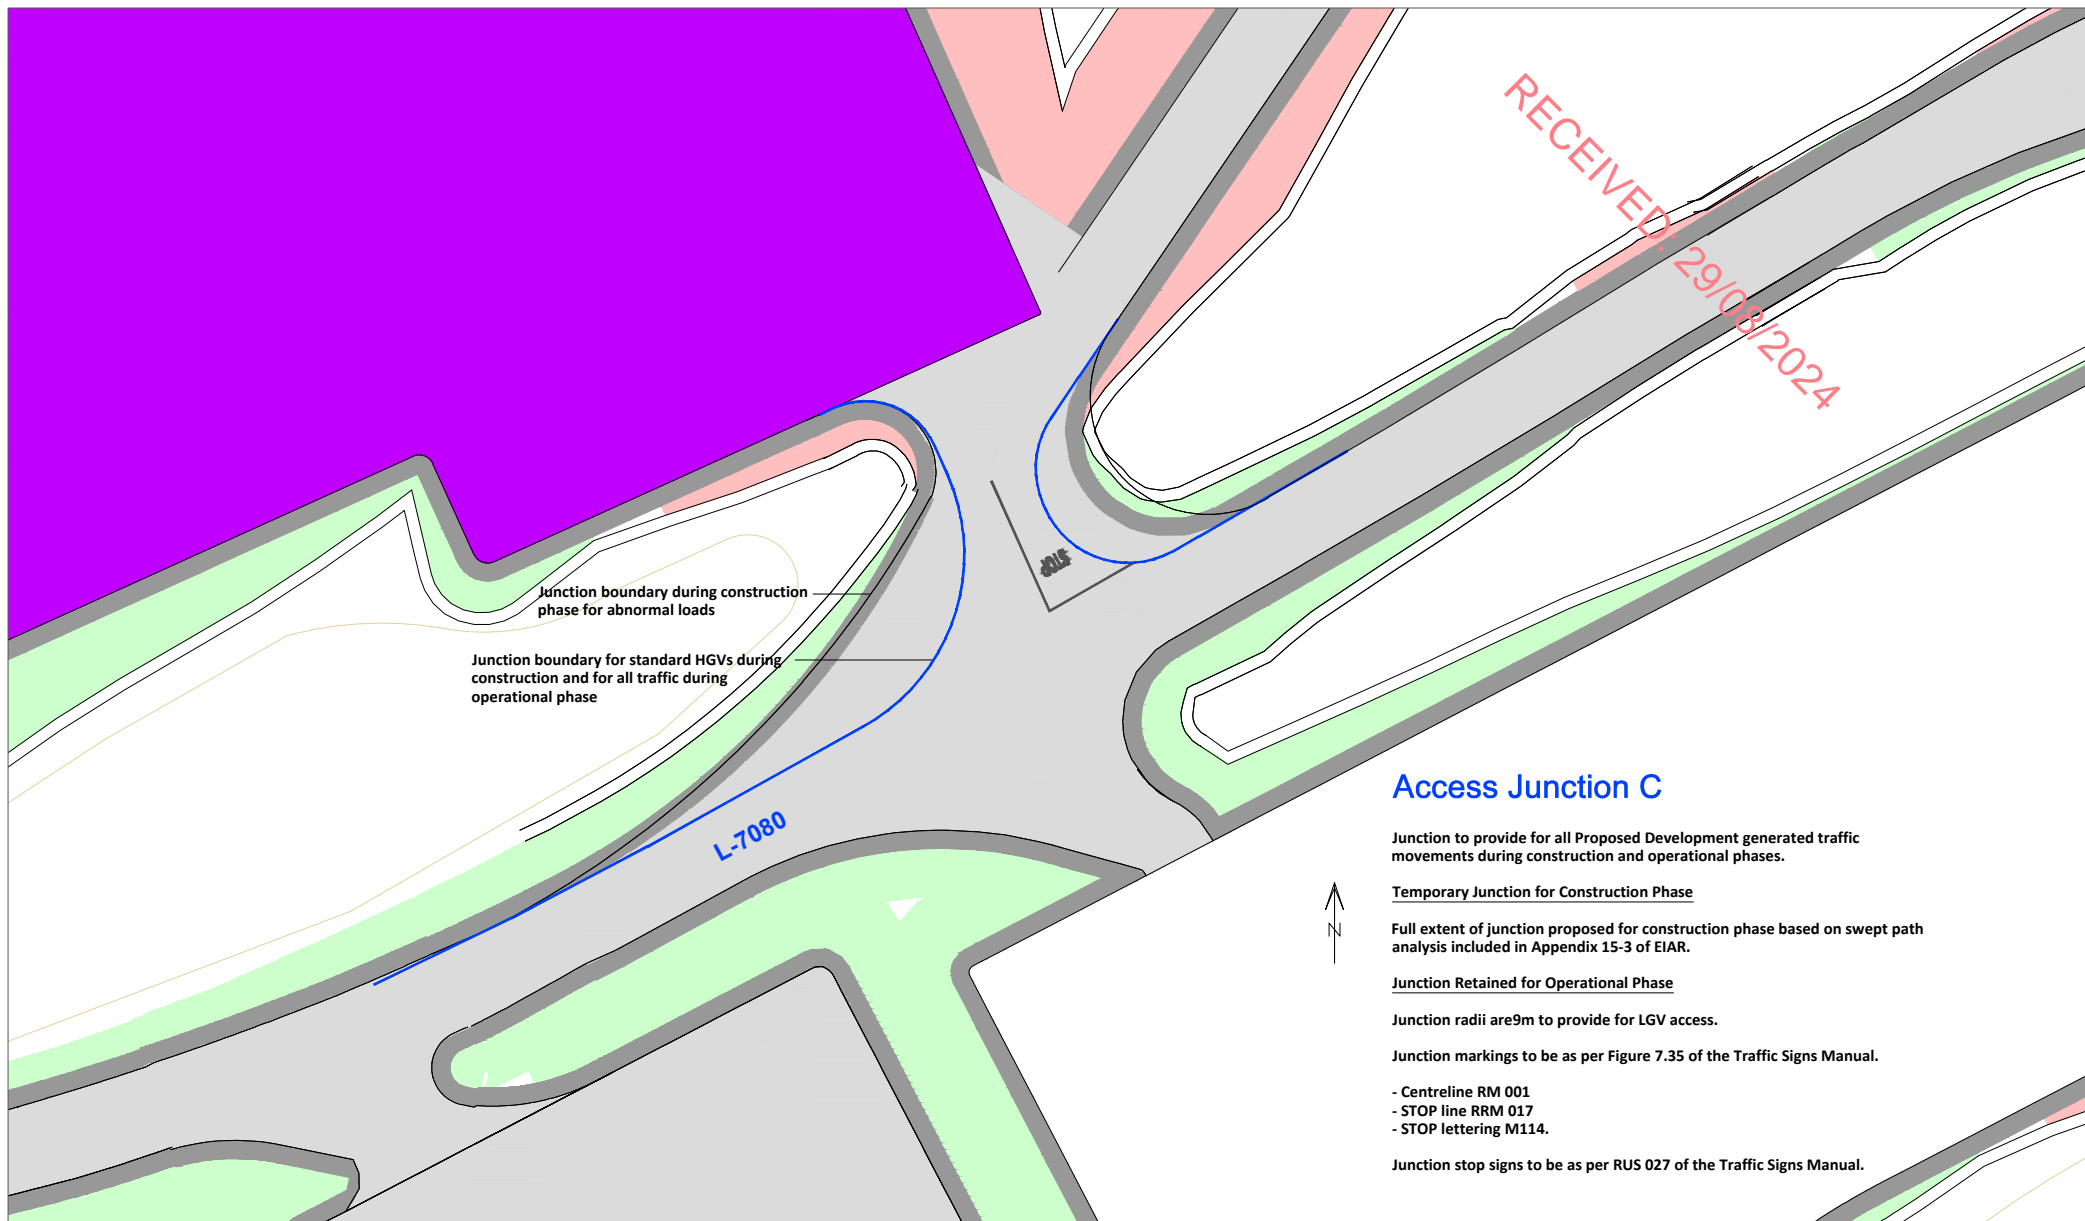 RECEIVED: 29/08/2024
STOP
Junction boundary during construction
phase for abnormal loads
Junction boundary for standard HGVs during
construction and for all traffic during
operational phase
L-7080
Access Junction C
Junction to provide for all Proposed Development generated traffic
movements during construction and operational phases.
Temporary Junction for Construction Phase
N
Full extent of junction proposed for construction phase based on swept path
analysis included in Appendix 15-3 of EIAR.
Junction Retained for Operational Phase
Junction radii are9m to provide for LGV access.
Junction markings to be as per Figure 7.35 of the Traffic Signs Manual.
- Centreline RM 001
- STOP line RRM 017
- STOP lettering M114.
Junction stop signs to be as per RUS 027 of the Traffic Signs Manual.